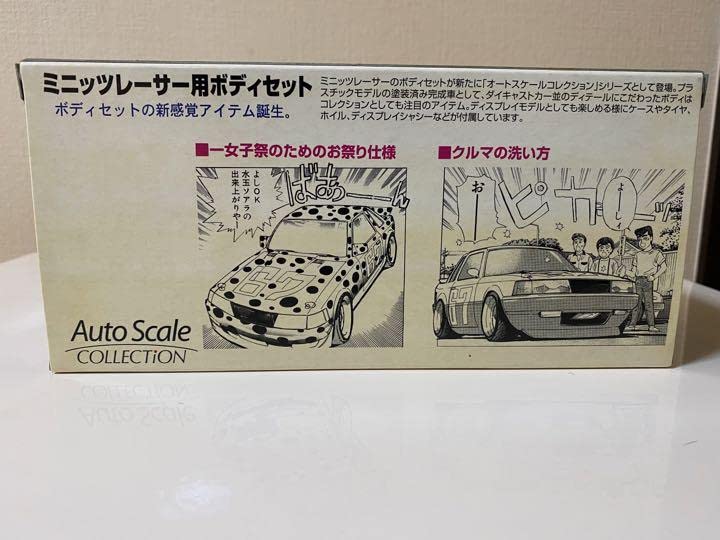 ミニッツレーサー用ボディセット
ボディセットの新感覚アイテム誕生。
ミニッツレーサーのボディセットが新たに「オートスケールコレクション」シリーズとして登場。プラ
スチックモデルの塗装済み完成車として、ダイキャストカー並のディテールにこだわったボディは
コレクションとしても注目のアイテム。ディスプレイモデルとしても楽しめる様にケースやタイヤ、
ホイル、ディスプレイシャシーなどが付属しています。
■一女子祭のためのお祭り仕様
よしOK
水玉ソアラの
出来上がりや
ばぁあーーん
■クルマの洗い方
よーし
ピカーッ
おーー
Auto Scale
COLLECTiON